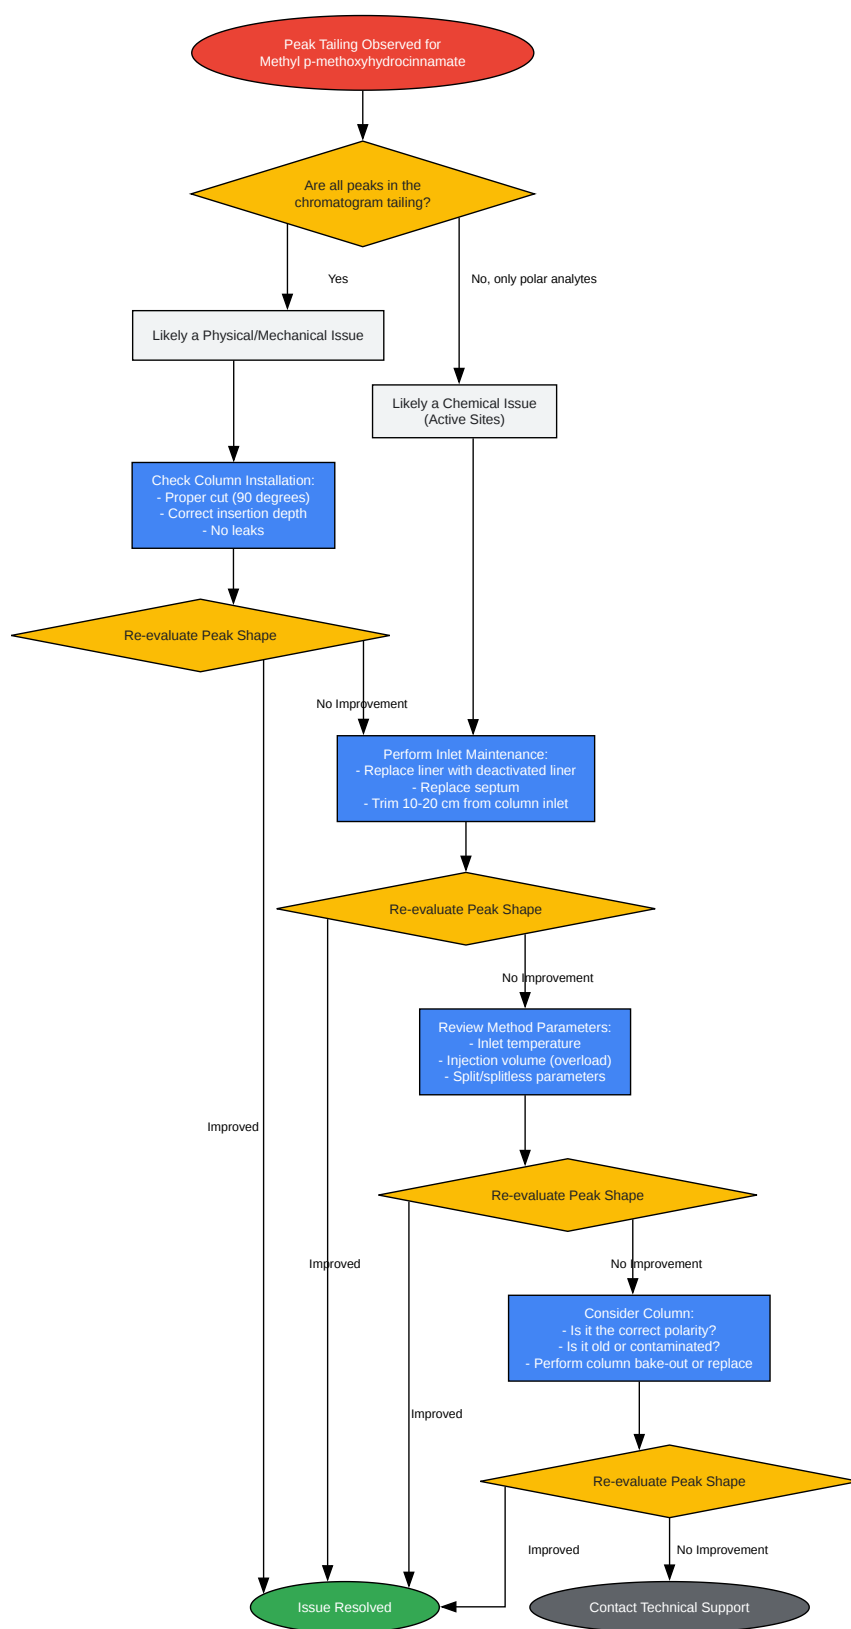 Peak Tailing Observed for
Methyl p-methoxyhydrocinnamate
Are all peaks in the
chromatogram tailing?
Yes
No, only polar analytes
Likely a Physical/Mechanical Issue
Likely a Chemical Issue
(Active Sites)
Check Column Installation:
- Proper cut (90 degrees)
- Correct insertion depth
- No leaks
Re-evaluate Peak Shape
No Improvement
Perform Inlet Maintenance:
- Replace liner with deactivated liner
- Replace septum
- Trim 10-20 cm from column inlet
Re-evaluate Peak Shape
No Improvement
Review Method Parameters:
- Inlet temperature
- Injection volume (overload)
- Split/splitless parameters
Improved
Re-evaluate Peak Shape
Improved
No Improvement
Consider Column:
- Is it the correct polarity?
- Is it old or contaminated?
- Perform column bake-out or replace
Improved
Re-evaluate Peak Shape
Improved
No Improvement
Issue Resolved
Contact Technical Support